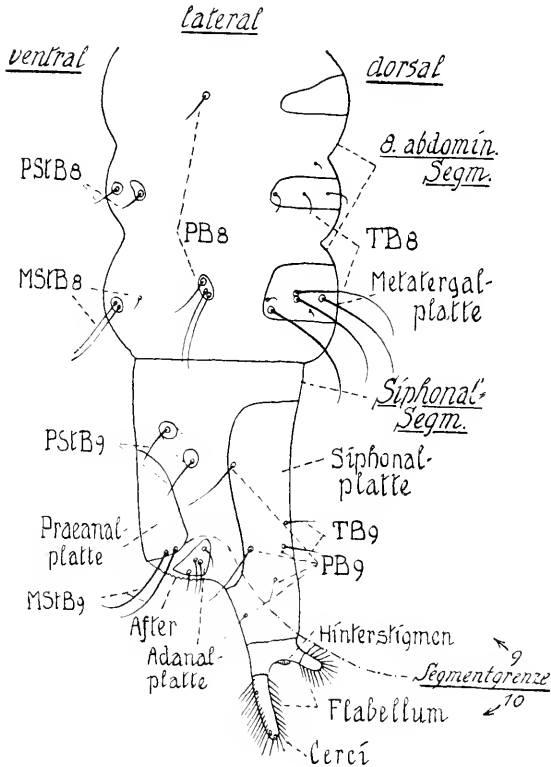 lateral
ventral
dorsal
8. abdomin.
Segm.
PStB8
PB8
TB8
MStB8
Metatergal-
platte
Siphonal-
Segm.
PStB9
Siphonal-
platte
Praeanal-
platte
TB9
PB9
MStB9
After
Adanal-
platte
Hinterstigmen
9
Segmentgrenze
10
Flabellum
Cerci